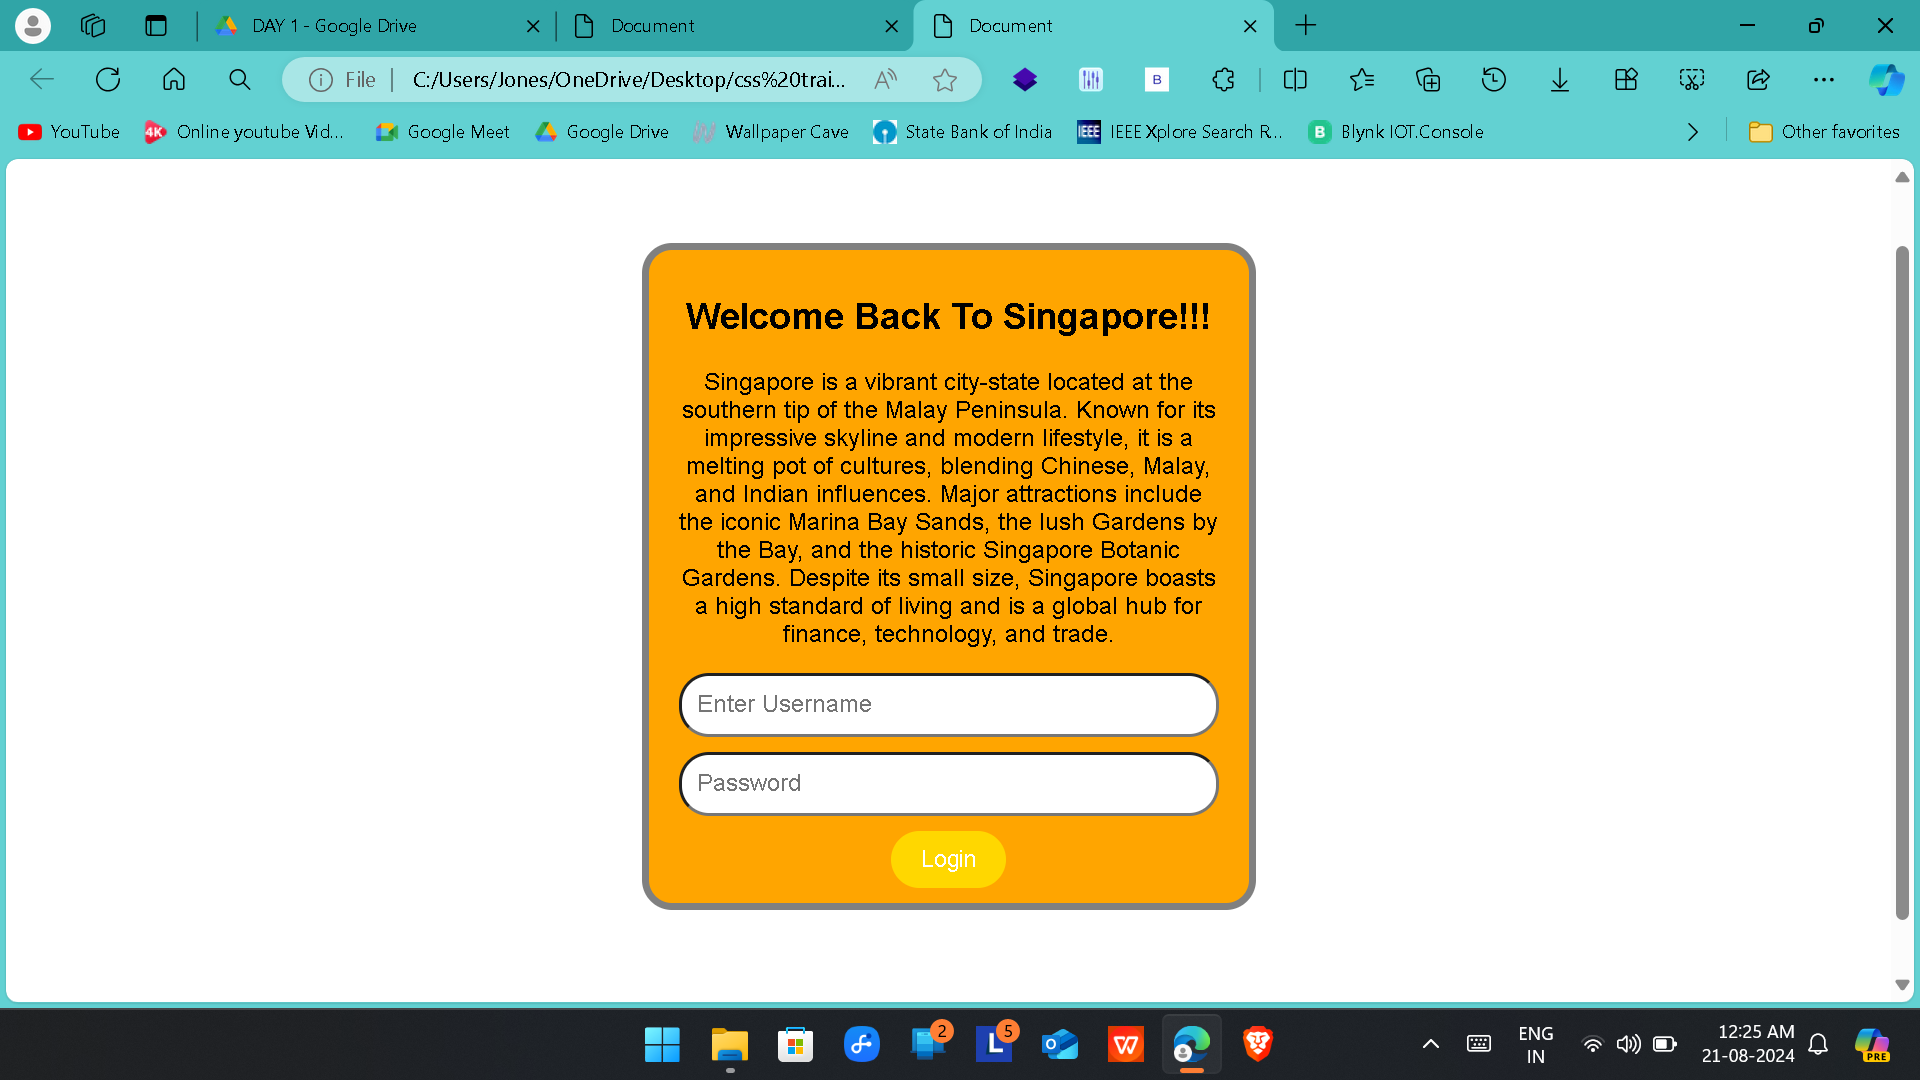 DAY 1 - Google Drive
Document
Document
File
C:/Users/Jones/OneDrive/Desktop/css%20trai...
YouTube
Online youtube Vid...
Google Meet
Google Drive
Wallpaper Cave
State Bank of India
IEEE Xplore Search R...
Blynk IOT.Console
Other favorites
Welcome Back To Singapore!!!
Singapore is a vibrant city-state located at the
southern tip of the Malay Peninsula. Known for its
impressive skyline and modern lifestyle, it is a
melting pot of cultures, blending Chinese, Malay,
and Indian influences. Major attractions include
the iconic Marina Bay Sands, the lush Gardens by
the Bay, and the historic Singapore Botanic
Gardens. Despite its small size, Singapore boasts
a high standard of living and is a global hub for
finance, technology, and trade.
Enter Username
Password
Login
2
5
ENG
IN
12:25 AM
21-08-2024
PRE